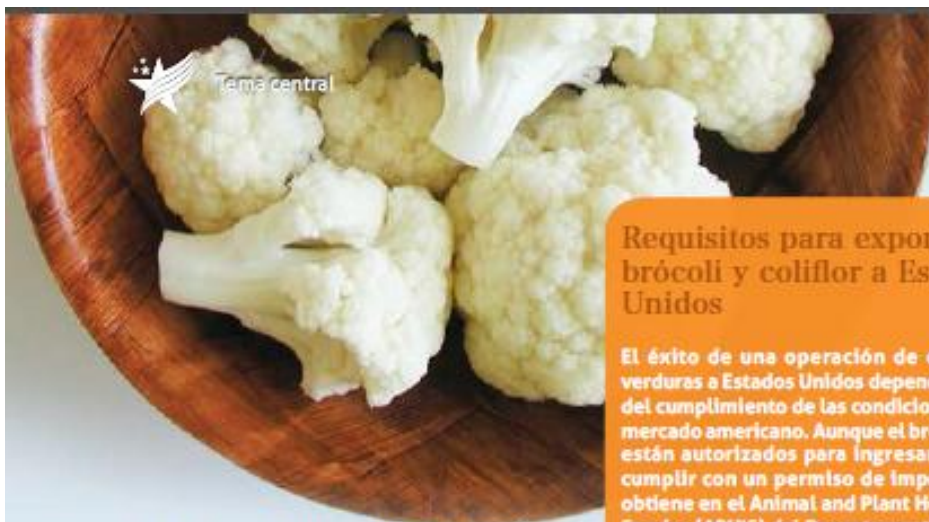 Tema central
Requisitos para expor
brócoli y coliflor a Es
Unidos
El éxito de una operación de
verduras a Estados Unidos depend
del cumplimiento de las condicio
mercado americano. Aunque el br
están autorizados para ingresar
cumplir con un permiso de imp
obtiene en el Animal and Plant H